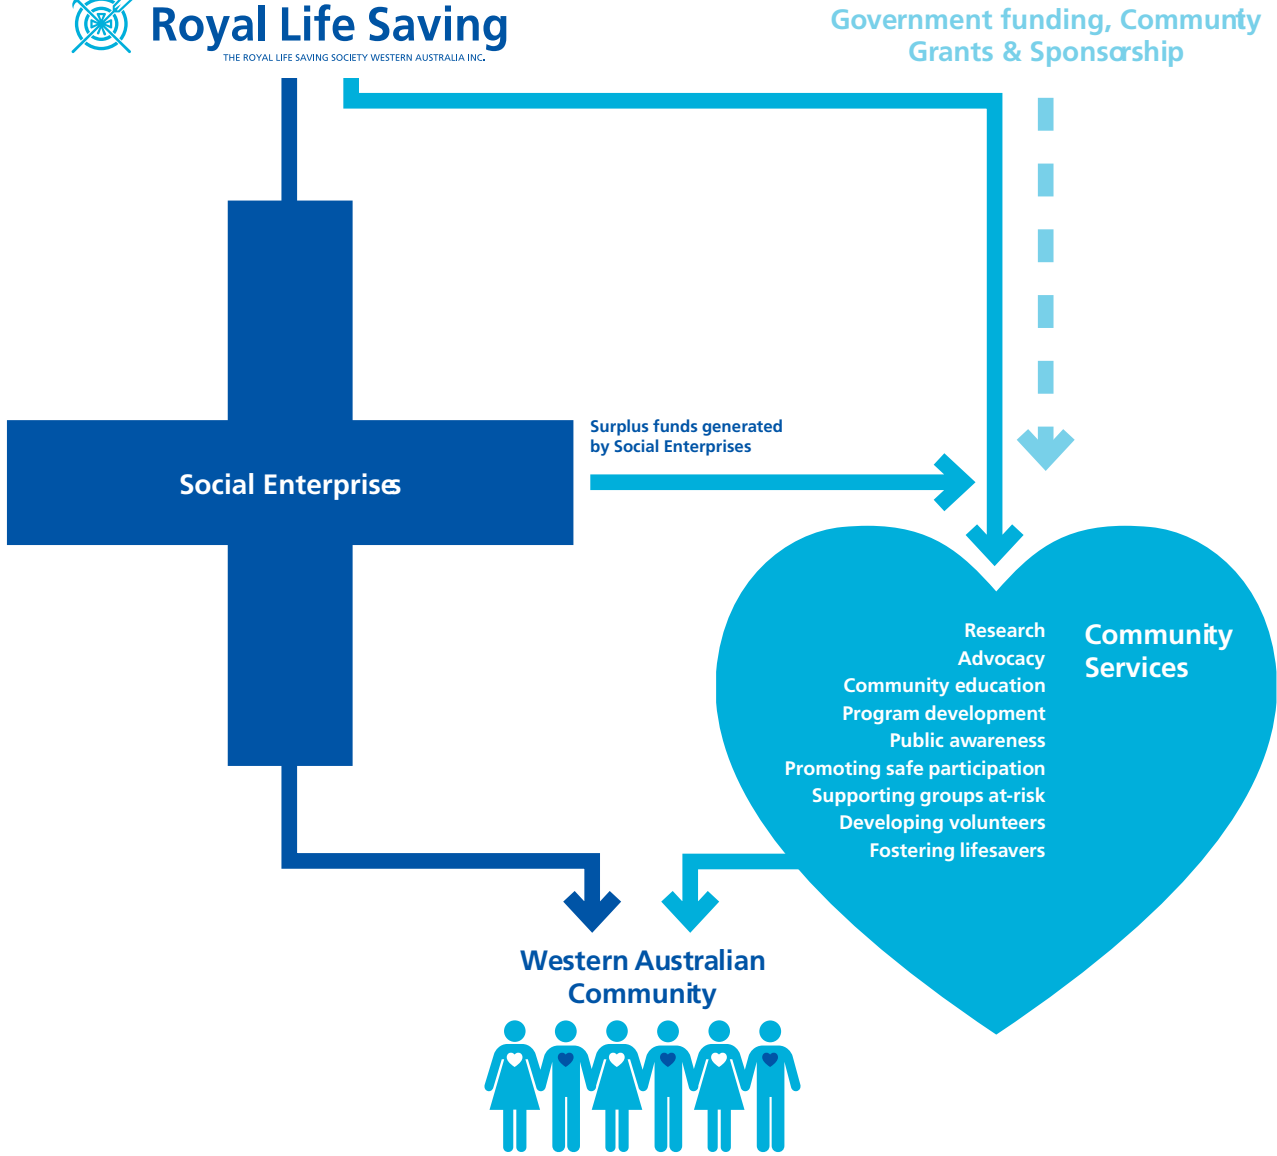 Royal Life Saving
THE ROYAL LIFE SAVING SOCIETY WESTERN AUSTRALIA INC.
Government funding, Community
Grants & Sponsorship
Surplus funds generated
by Social Enterprises
Social Enterprises
Research
Advocacy
Community education
Program development
Public awareness
Promoting safe participation
Supporting groups at-risk
Developing volunteers
Fostering lifesavers
Community
Services
Western Australian
Community